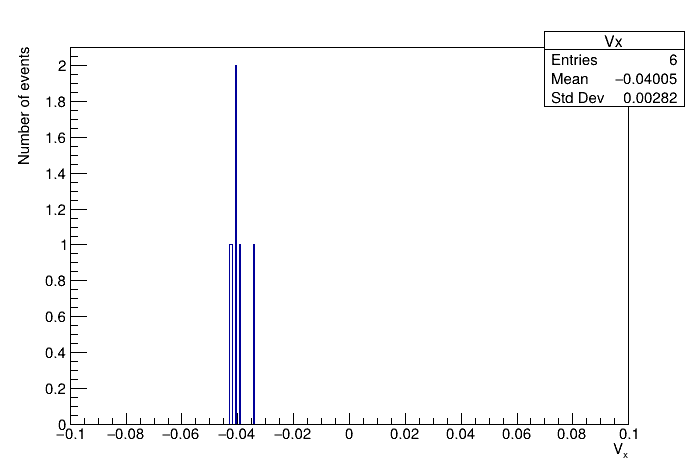 Vx
Entries 6
Mean −0.04005
Std Dev 0.00282
Number of events
2
1.8
1.6
1.4
1.2
1
0.8
0.6
0.4
0.2
0
−0.1 −0.08 −0.06 −0.04 −0.02 0 0.02 0.04 0.06 0.08 0.1
Vx